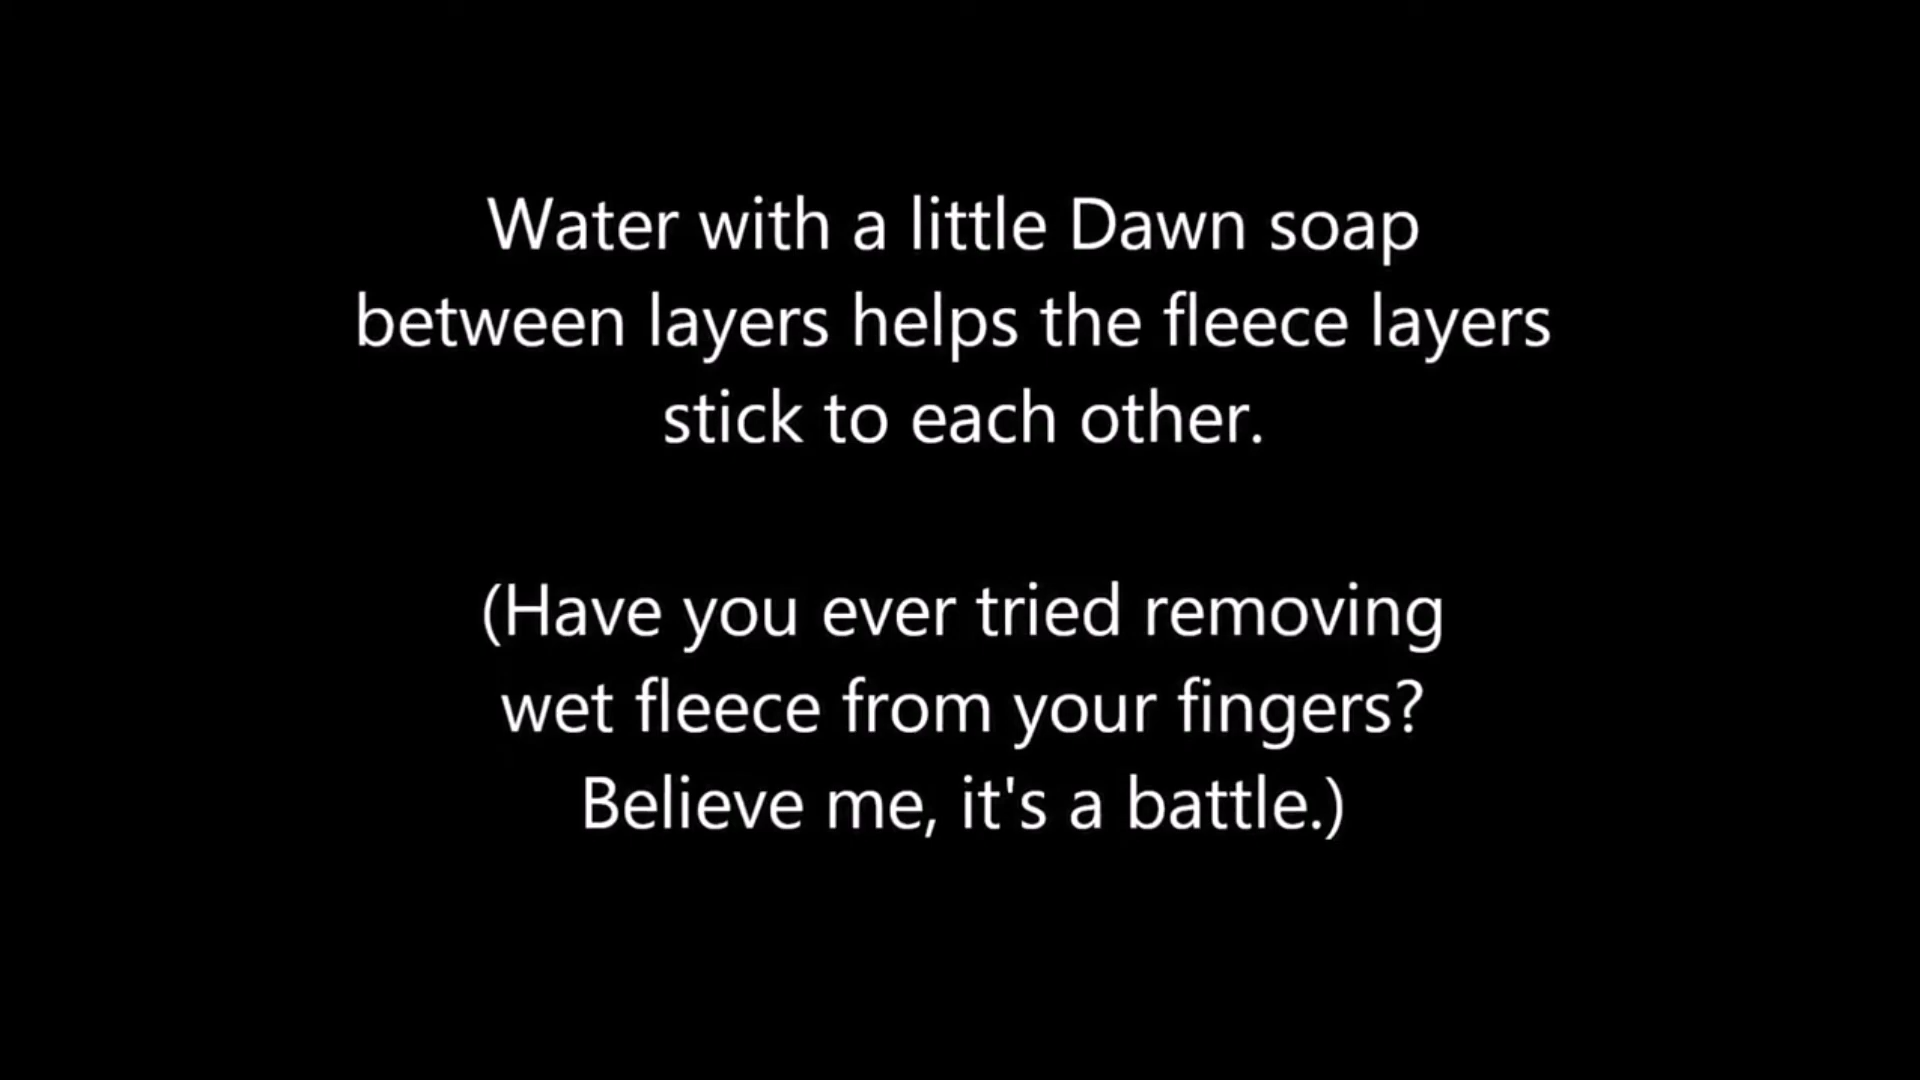 Water with a little Dawn soap
between layers helps the fleece layers
stick to each other.
(Have you ever tried removing
wet fleece from your fingers?
Believe me, it's a battle.)